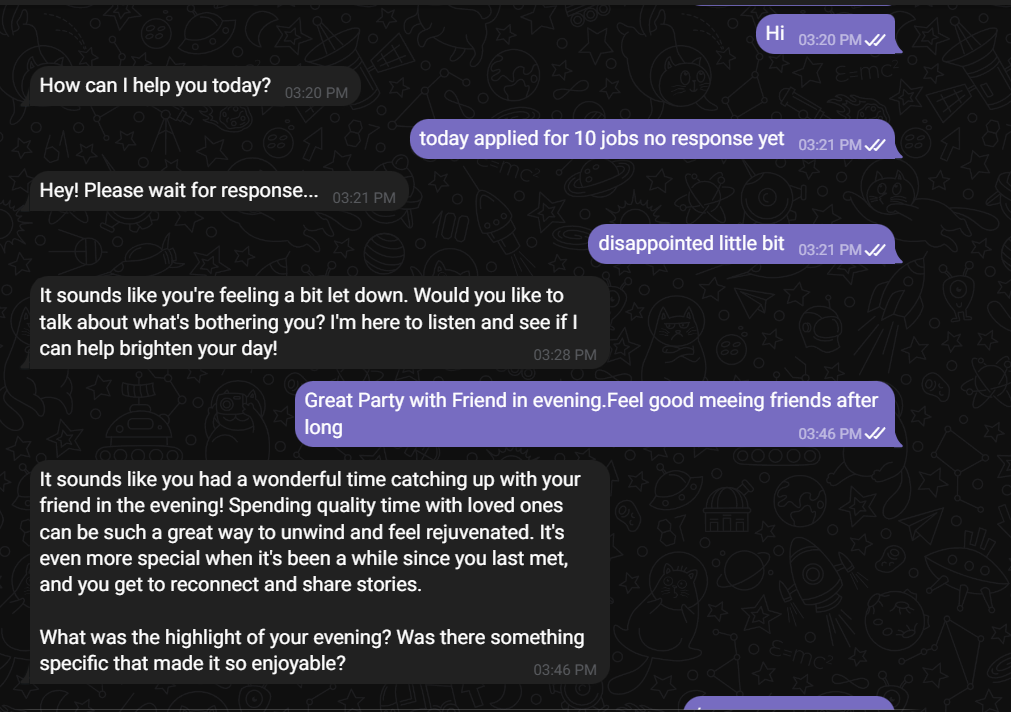 Hi 03:20 PM
How can I help you today? 03:20 PM
today applied for 10 jobs no response yet 03:21 PM
Hey! Please wait for response... 03:21 PM
disappointed little bit 03:21 PM
It sounds like you're feeling a bit let down. Would you like to
talk about what's bothering you? I'm here to listen and see if I
can help brighten your day! 03:28 PM
Great Party with Friend in evening.Feel good meeing friends after
long 03:46 PM
It sounds like you had a wonderful time catching up with your
friend in the evening! Spending quality time with loved ones
can be such a great way to unwind and feel rejuvenated. It's
even more special when it's been a while since you last met,
and you get to reconnect and share stories.
What was the highlight of your evening? Was there something
specific that made it so enjoyable? 03:46 PM